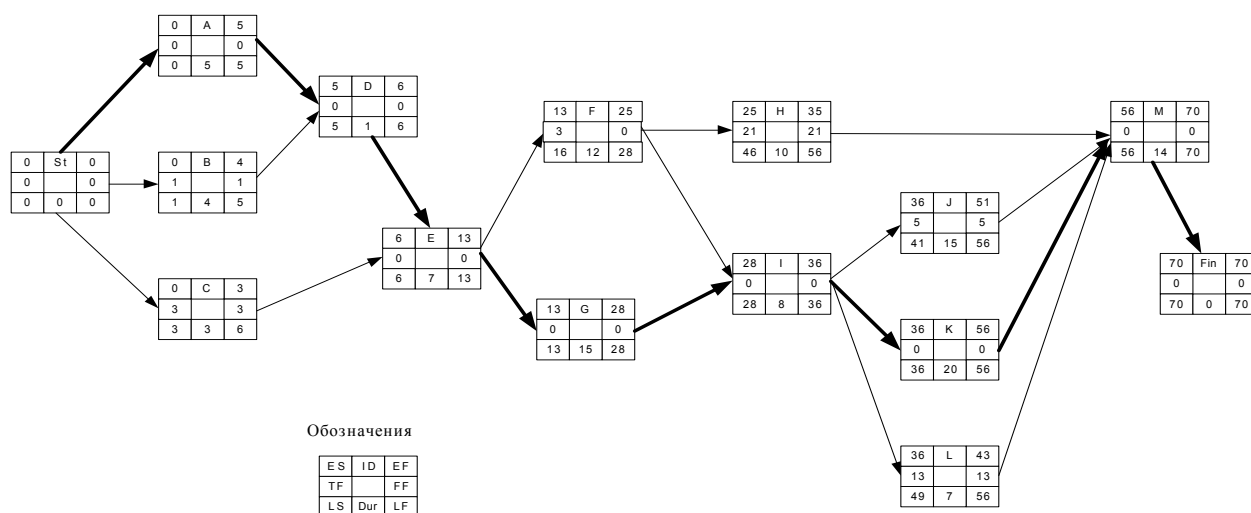 0 St 0
0 0
0 0 0
0 A 5
0 0
0 5 5
0 B 4
1 1
1 4 5
0 C 3
3 3
3 3 6
5 D 6
0 0
5 1 6
6 E 13
0 0
6 7 13
13 F 25
3 0
16 12 28
13 G 28
0 0
13 15 28
25 H 35
21 21
46 10 56
28 I 36
0 0
28 8 36
36 J 51
5 5
41 15 56
36 K 56
0 0
36 20 56
36 L 43
13 13
49 7 56
56 M 70
0 0
56 14 70
70 Fin 70
0 0
70 0 70
Обозначения
ES ID EF
TF FF
LS Dur LF